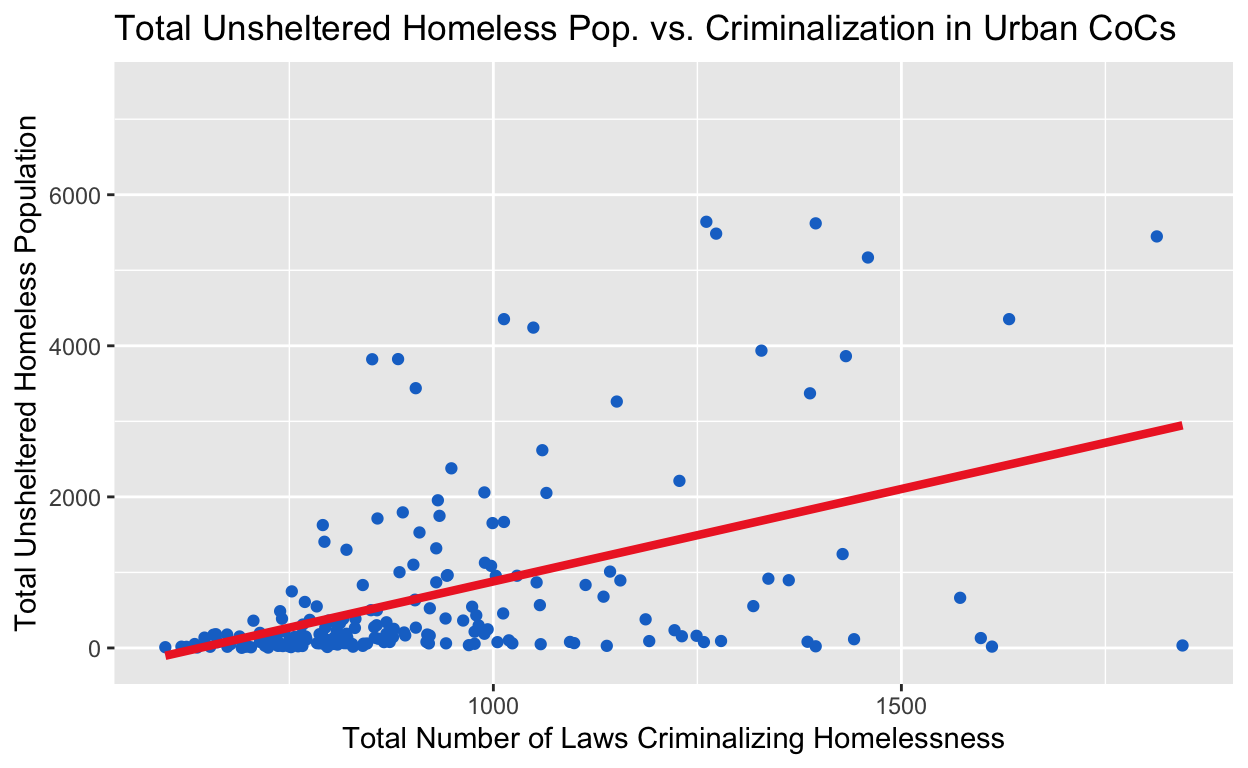 Total Unsheltered Homeless Pop. vs. Criminalization in Urban CoCs
Total Unsheltered Homeless Population
6000
4000
2000
0
1000
1500
Total Number of Laws Criminalizing Homelessness